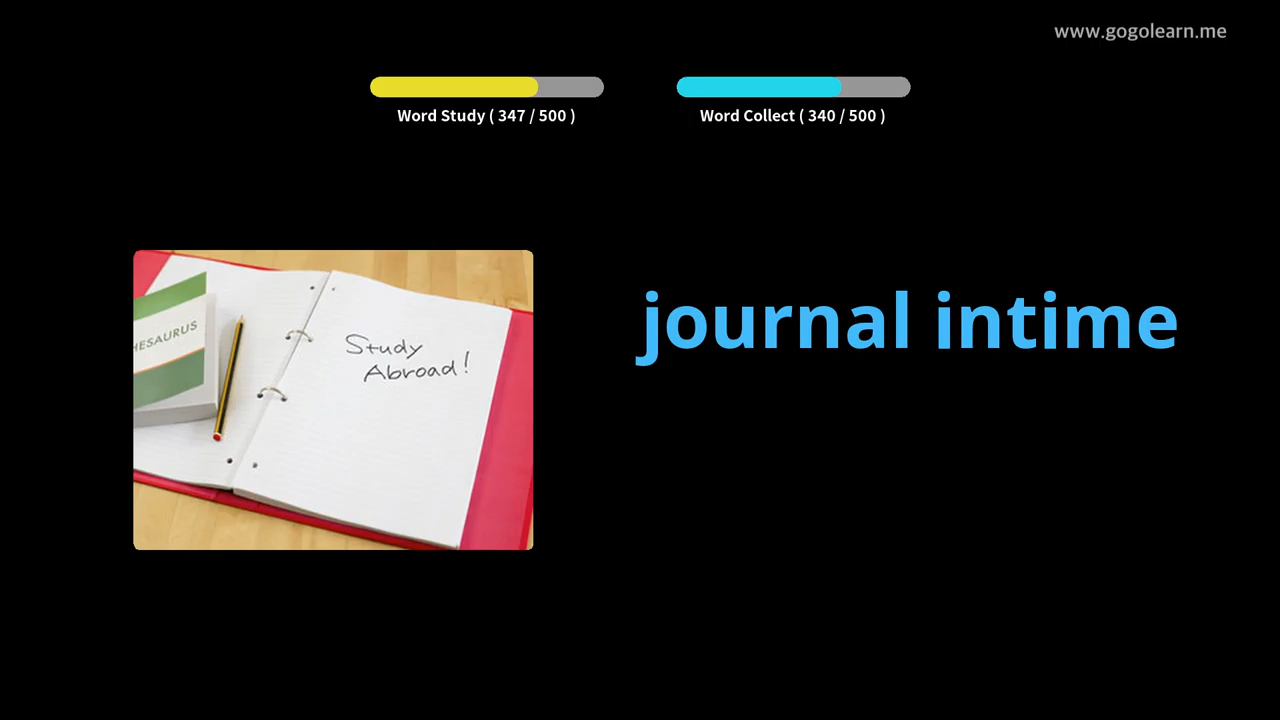 www.gogolearn.me
Word Study ( 347 / 500 )
Word Collect ( 340 / 500 )
HESAURUS
Study
Abroad!
journal intime